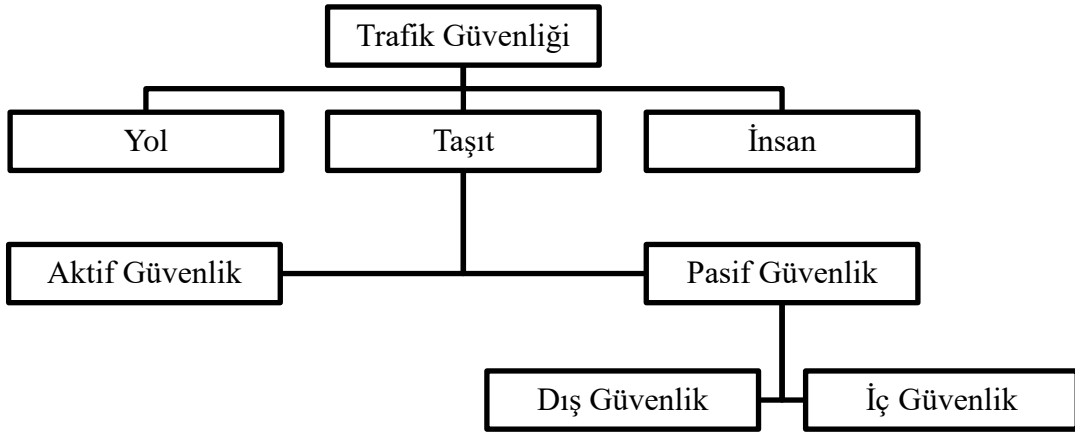 Trafik Güvenliği
Yol
Taşıt
İnsan
Aktif Güvenlik
Pasif Güvenlik
Dış Güvenlik
İç Güvenlik